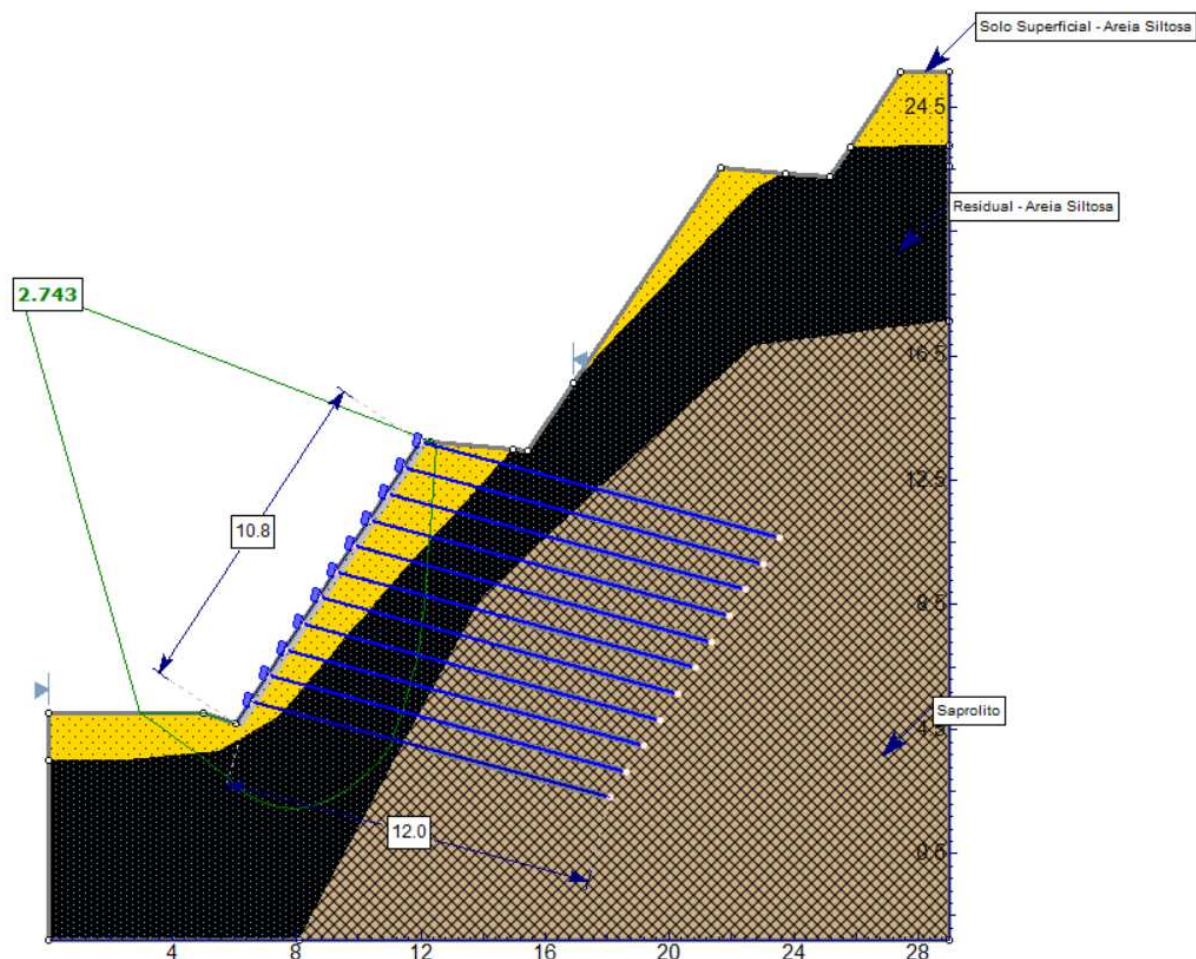 Solo Superficial - Areia Siltosa
24.5
Residual - Areia Siltosa
2.743
16.5
12.5
10.8
8.5
Saprolito
4.5
12.0
0.5
4 8 12 16 20 24 28